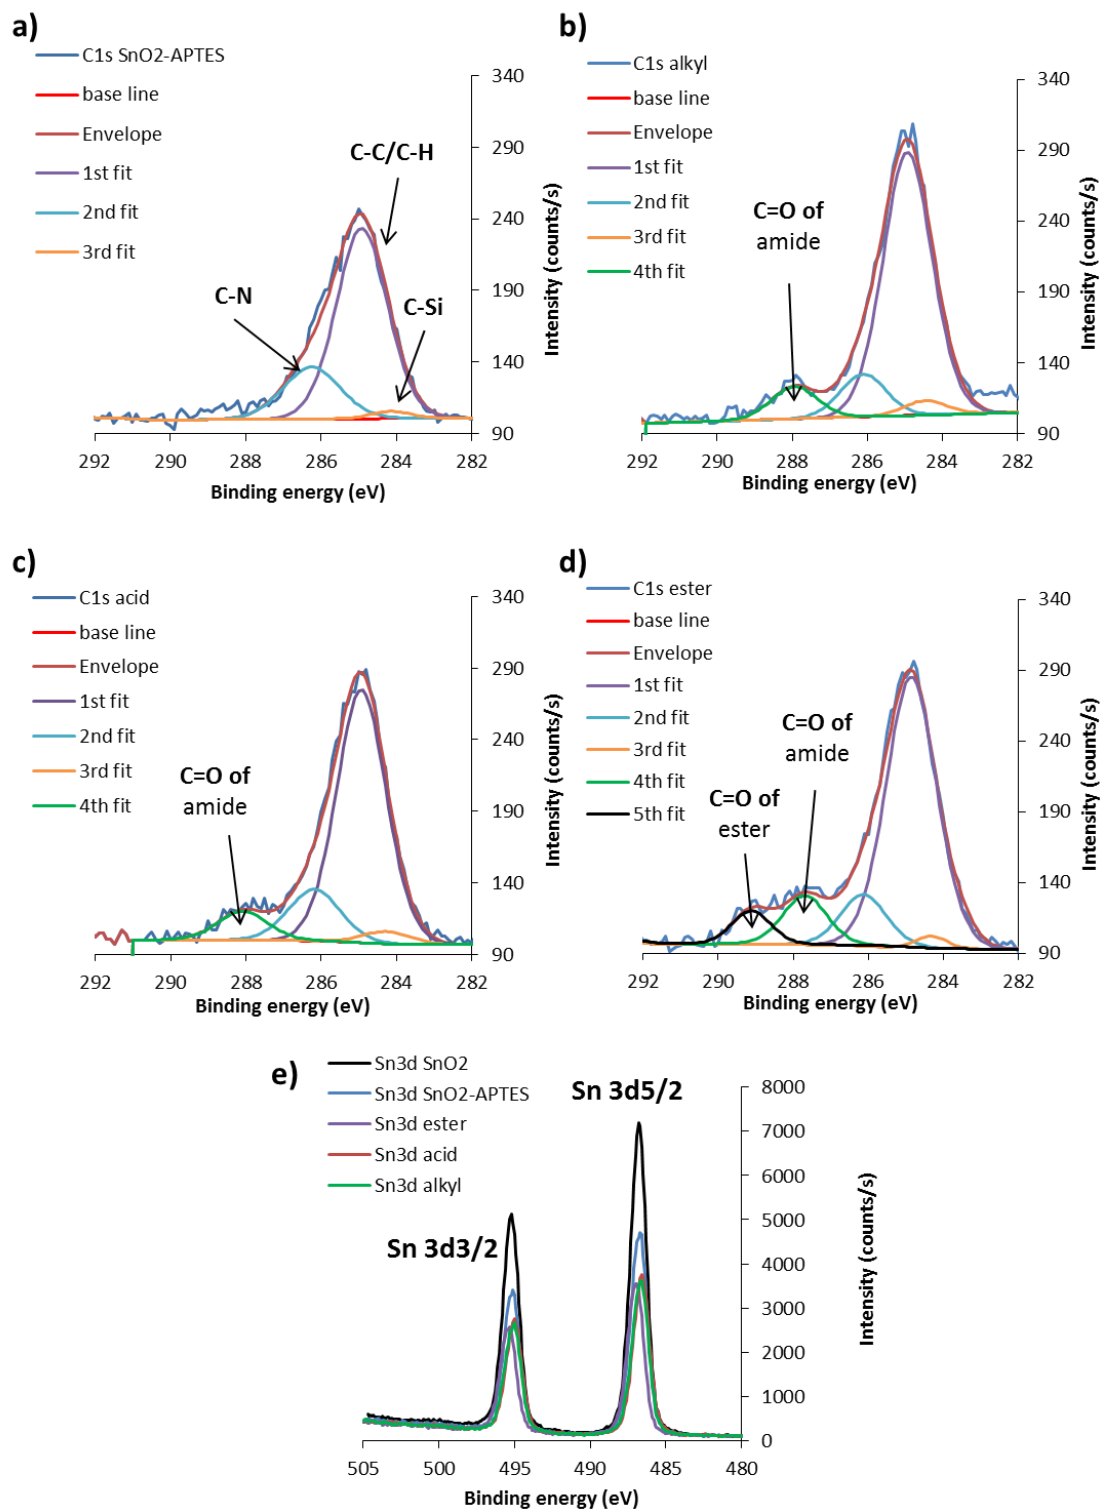 a)
C1s SnO2-APTES
base line
Envelope
1st fit
2nd fit
3rd fit
C-C/C-H
C-N
C-Si
340
290
240
190
140
90
Intensity (counts/s)
292 290 288 286 284 282
Binding energy (eV)
b)
C1s alkyl
base line
Envelope
1st fit
2nd fit
3rd fit
4th fit
C=O of
amide
340
290
240
190
140
90
Intensity (counts/s)
292 290 288 286 284 282
Binding energy (eV)
c)
C1s acid
base line
Envelope
1st fit
2nd fit
3rd fit
4th fit
C=O of
amide
340
290
240
190
140
90
Intensity (counts/s)
292 290 288 286 284 282
Binding energy (eV)
d)
C1s ester
base line
Envelope
1st fit
2nd fit
3rd fit
4th fit
5th fit
C=O of
amide
C=O of
ester
340
290
240
190
140
90
Intensity (counts/s)
292 290 288 286 284 282
Binding energy (eV)
e)
Sn3d SnO2
Sn3d SnO2-APTES
Sn3d ester
Sn3d acid
Sn3d alkyl
Sn 3d5/2
Sn 3d3/2
8000
7000
6000
5000
4000
3000
2000
1000
0
Intensity (counts/s)
505 500 495 490 485 480
Binding energy (eV)